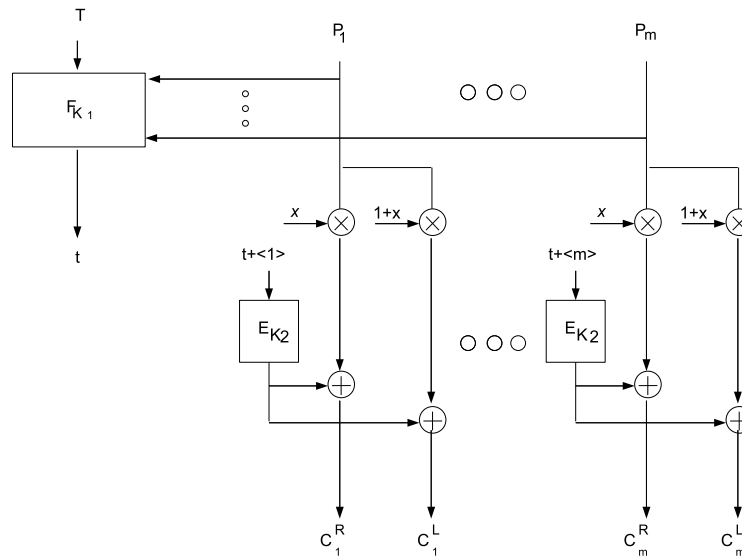 T
P1
Pm
FK1
x
1+x
x
1+x
t
t+<1>
t+<m>
EK2
EK2
C1R
C1L
CmR
CmL